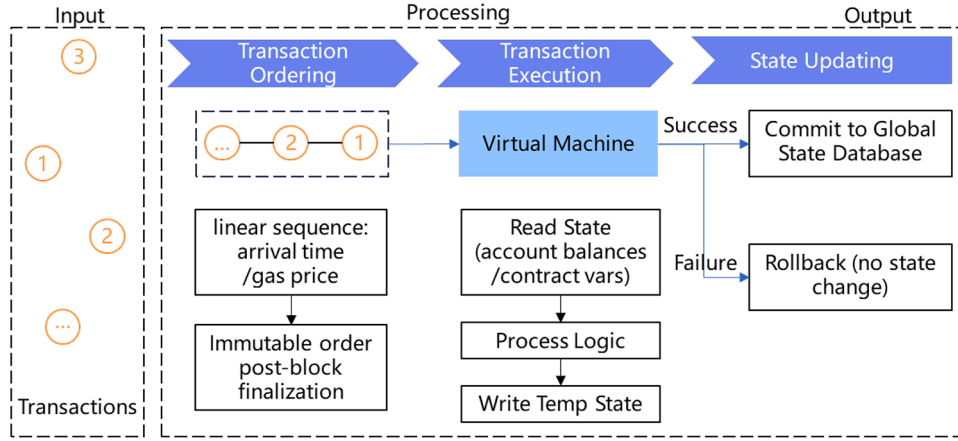 Input
Processing
Output
3
1
2
...
Transactions
Transaction
Ordering
Transaction
Execution
State Updating
...
2
1
Virtual Machine
Success
Commit to Global
State Database
Failure
Rollback (no state
change)
linear sequence:
arrival time
/gas price
Immutable order
post-block
finalization
Read State
(account balances
/contract vars)
Process Logic
Write Temp State